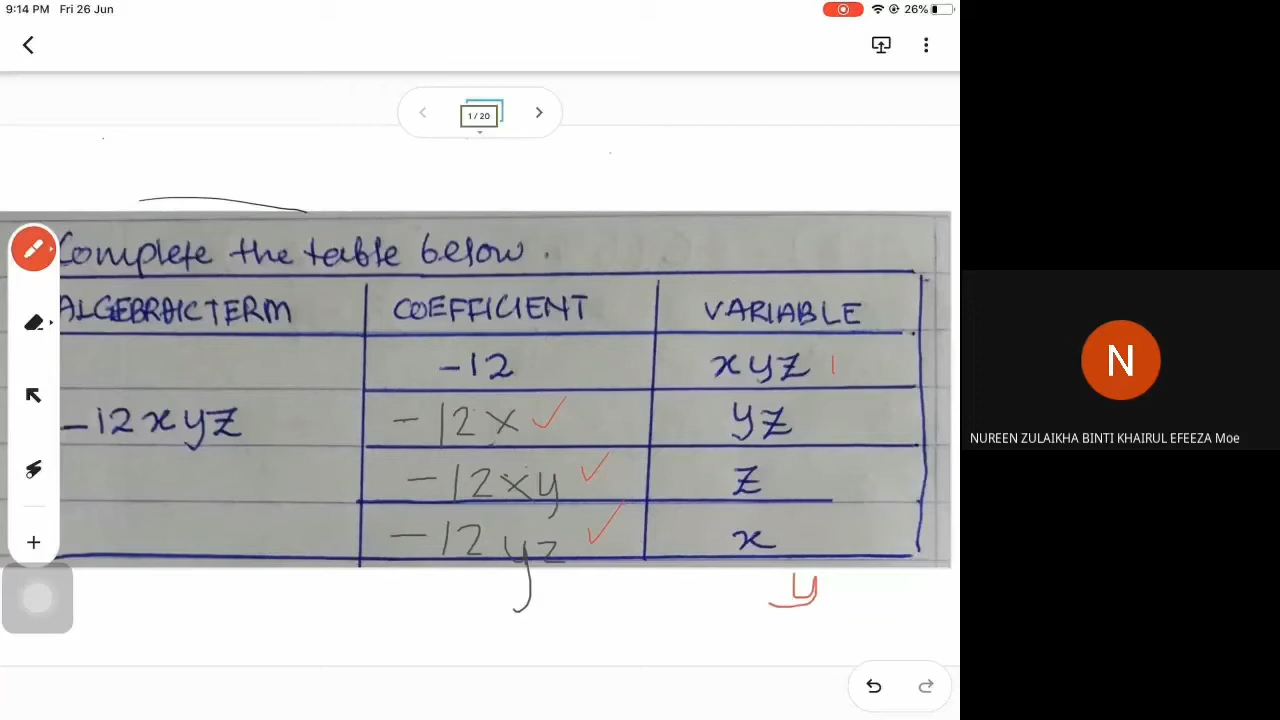 9:14 PM Fri 26 Jun
26%
1 / 20
Complete the table below.
ALGEBRAIC TERM COEFFICIENT VARIABLE
-12 xyz
-12xyz -12x yz
-12xy z
-12yz x
y
N
NUREEN ZULAIKHA BINTI KHAIRUL EFEEZA Moe